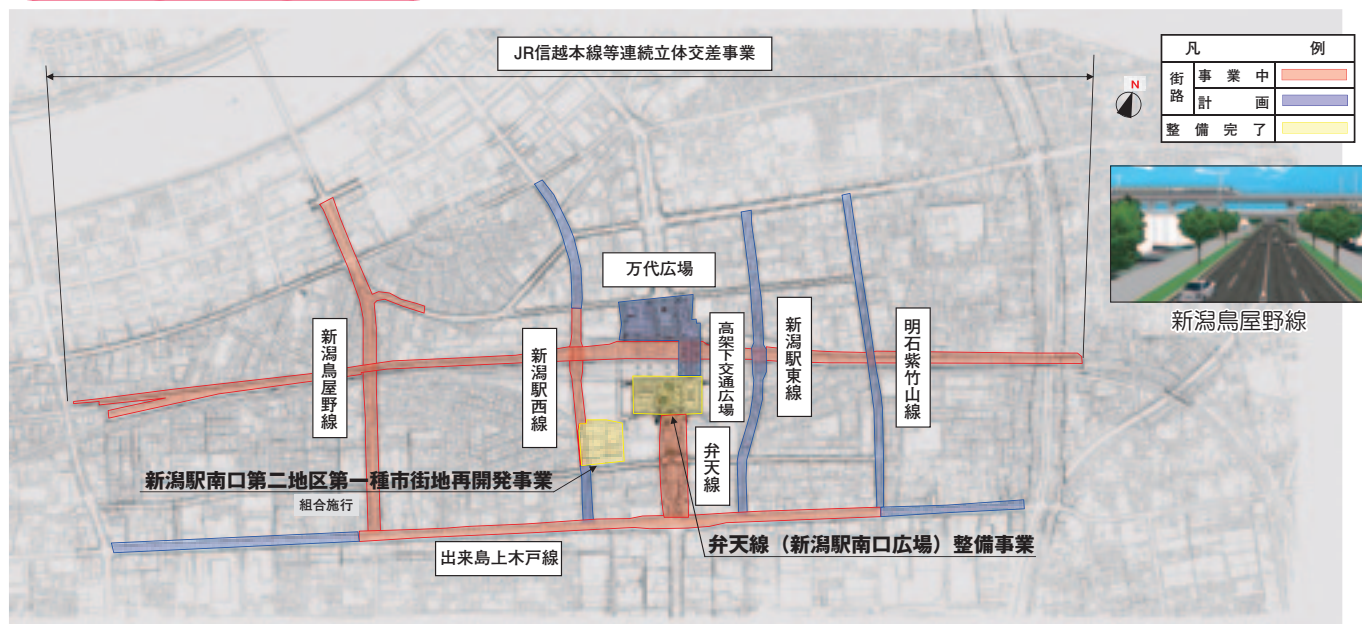 JR信越本線等連続立体交差事業
N
凡例
街路
事業中
計画
整備完了
新潟鳥屋野線
万代広場
新潟鳥屋野線
新潟駅西線
高架下交通広場
新潟駅東線
明石紫竹山線
弁天線
新潟駅南口第二地区第一種市街地再開発事業
組合施行
弁天線（新潟駅南口広場）整備事業
出来島上木戸線